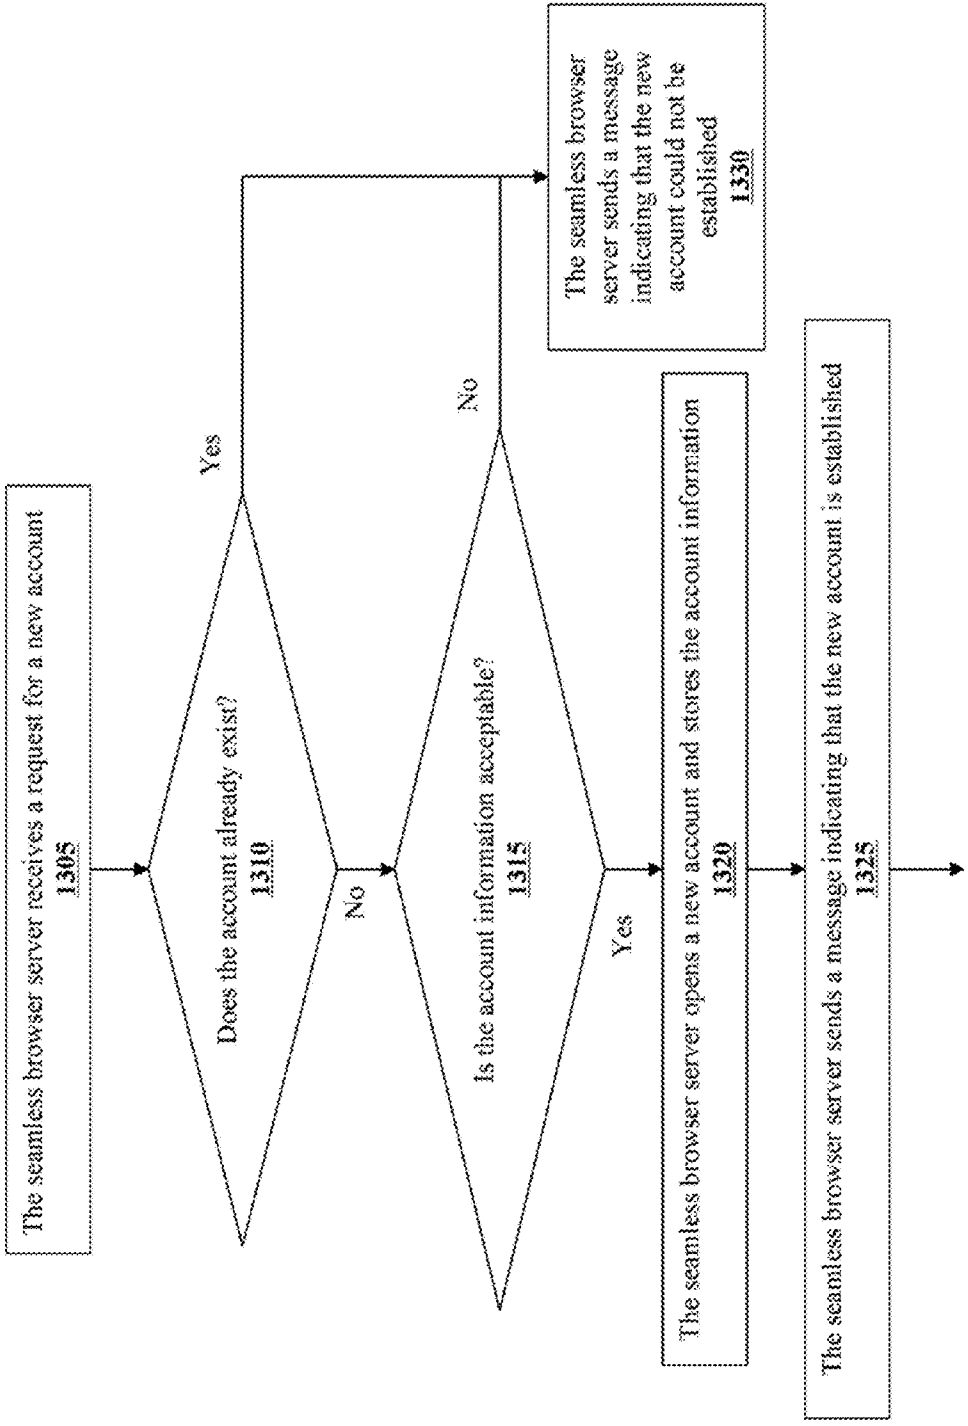 The seamless browser server receives a request for a new account
1305
Does the account already exist?
1310
Yes
No
Is the account information acceptable?
1315
No
Yes
The seamless browser
server sends a message
indicating that the new
account could not be
established
1330
The seamless browser server opens a new account and stores the account information
1320
The seamless browser server sends a message indicating that the new account is established
1325